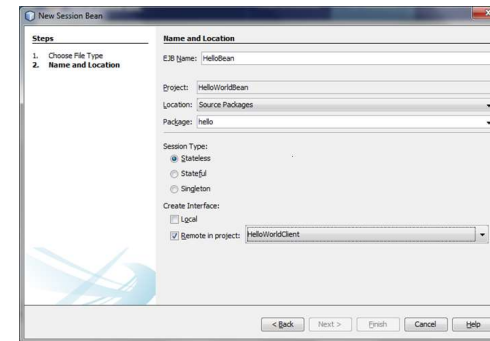 New Session Bean
Steps
1. Choose File Type
2. Name and Location
Name and Location
EJB Name: HelloBean
Project: HelloWorldBean
Location: Source Packages
Package: hello
Session Type:
Stateless
Stateful
Singleton
Create Interface:
Local
Remote in project: HelloWorldClient
< Back Next > Finish Cancel Help